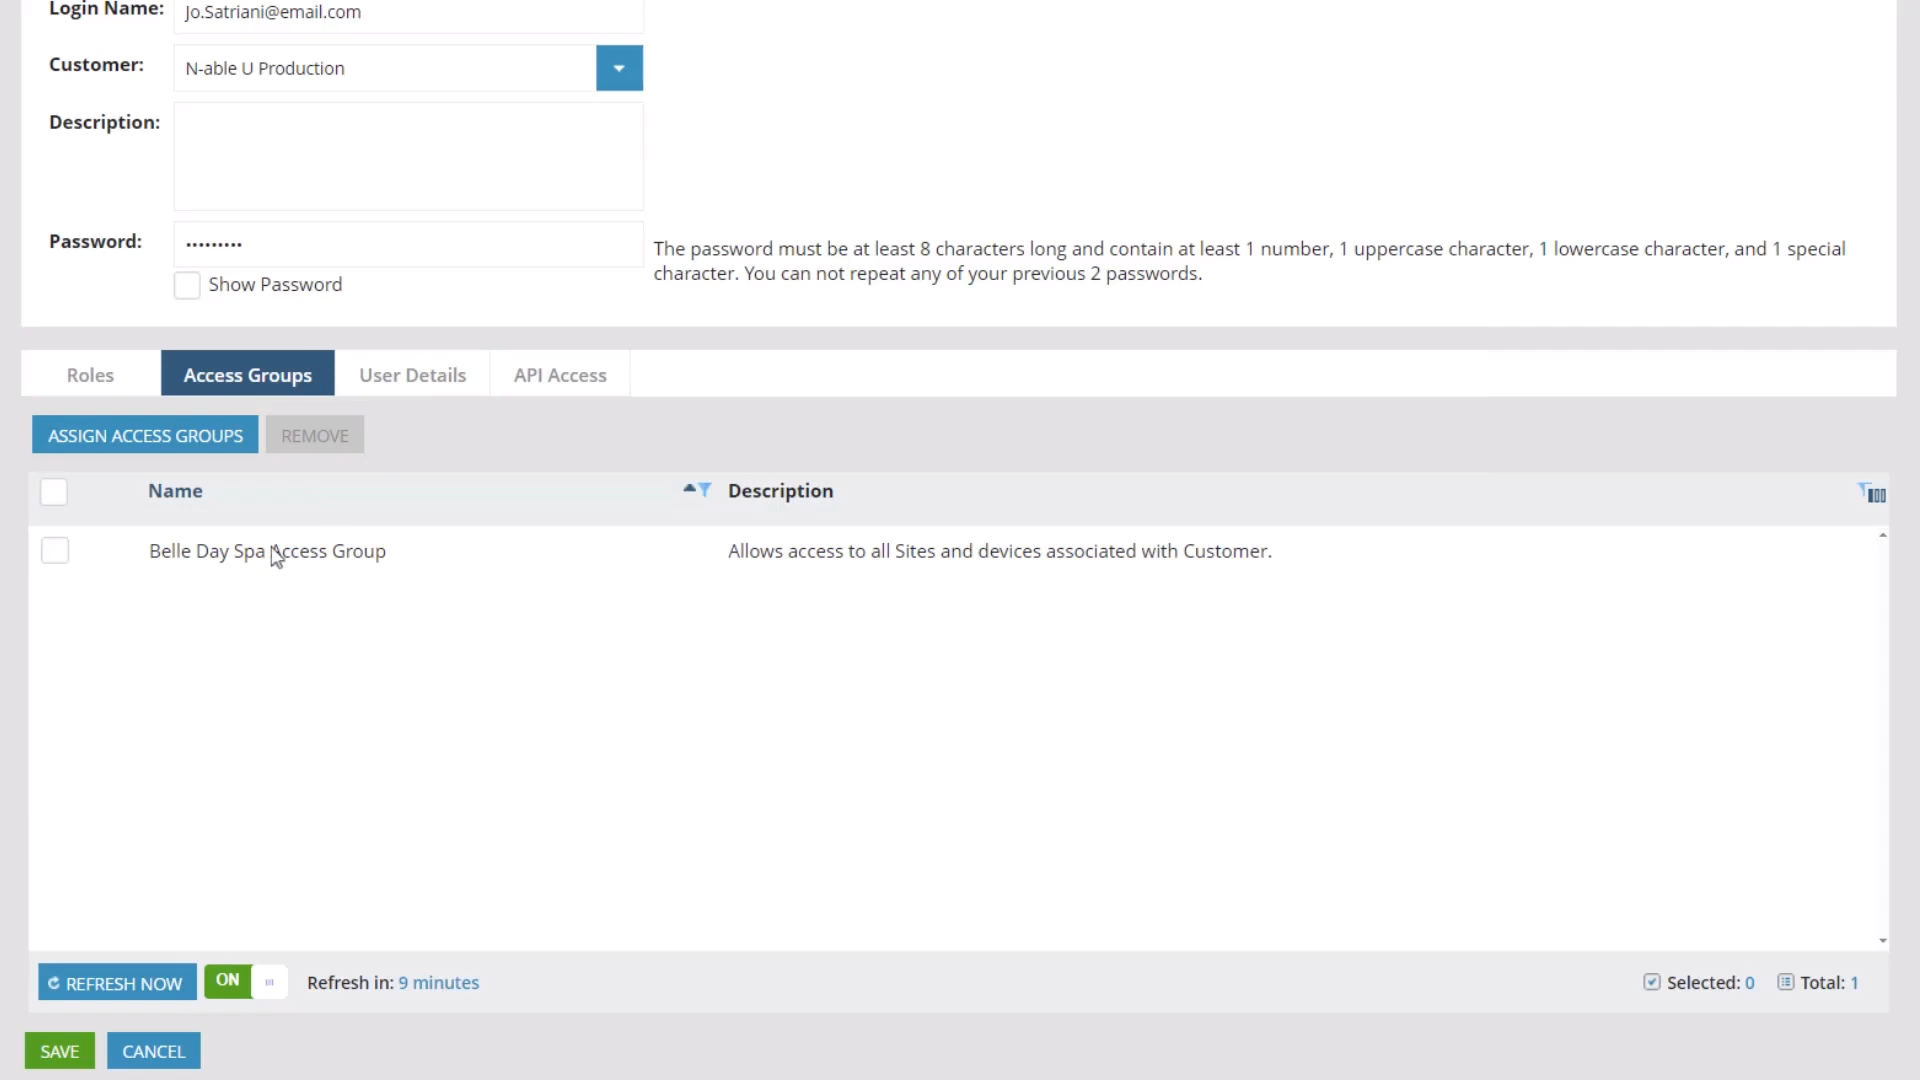 Login Name: Jo.Satriani@email.com
Customer: N-able U Production
Description:
Password: •••••••••
The password must be at least 8 characters long and contain at least 1 number, 1 uppercase character, 1 lowercase character, and 1 special
character. You can not repeat any of your previous 2 passwords.
Show Password
Roles Access Groups User Details API Access
ASSIGN ACCESS GROUPS REMOVE
Name Description
Belle Day Spa Access Group Allows access to all Sites and devices associated with Customer.
REFRESH NOW ON Refresh in: 9 minutes Selected: 0 Total: 1
SAVE CANCEL